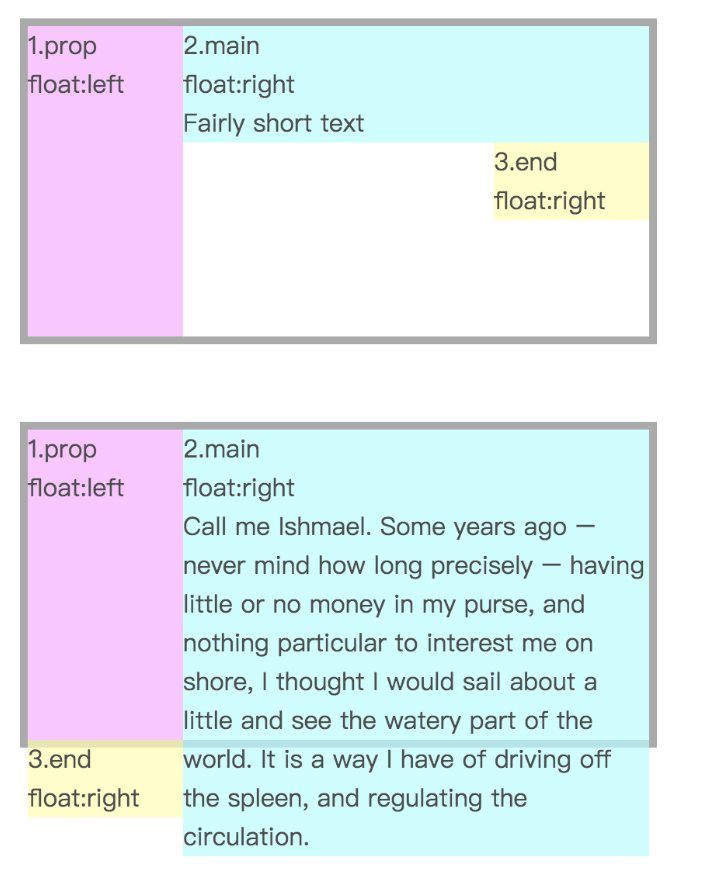 1.prop
float:left
2.main
float:right
Fairly short text
3.end
float:right
1.prop
float:left
2.main
float:right
Call me Ishmael. Some years ago —
never mind how long precisely — having
little or no money in my purse, and
nothing particular to interest me on
shore, I thought I would sail about a
little and see the watery part of the
world. It is a way I have of driving off
the spleen, and regulating the
circulation.
3.end
float:right